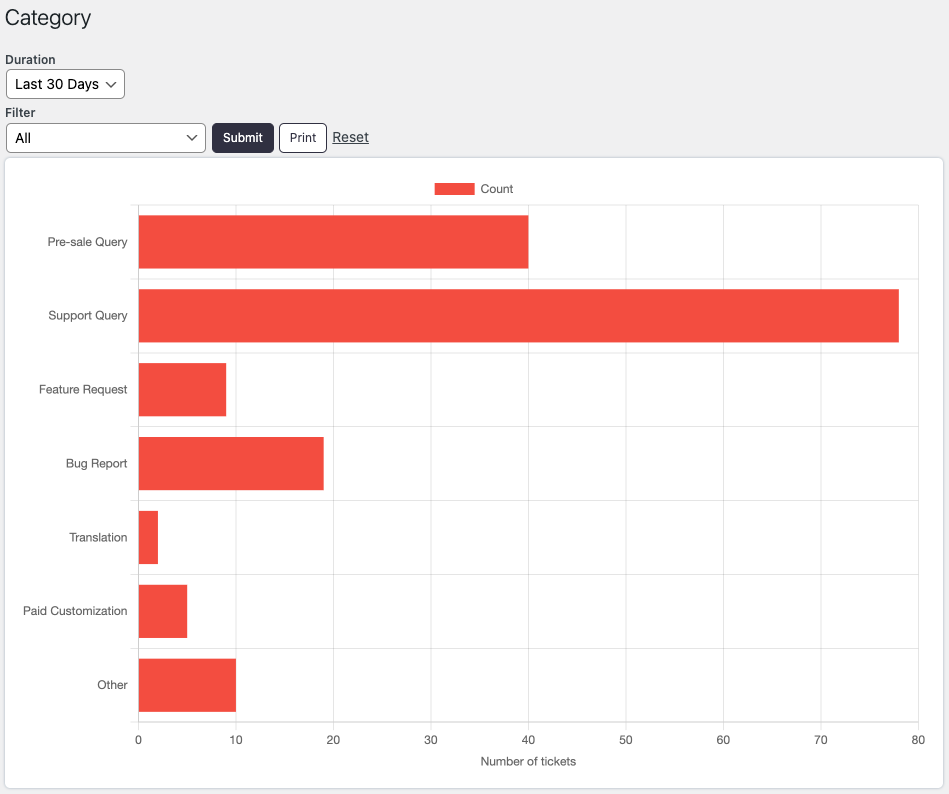 Category
Duration
Last 30 Days
Filter
All
Submit
Print
Reset
Count
Pre-sale Query
Support Query
Feature Request
Bug Report
Translation
Paid Customization
Other
0 10 20 30 40 50 60 70 80
Number of tickets